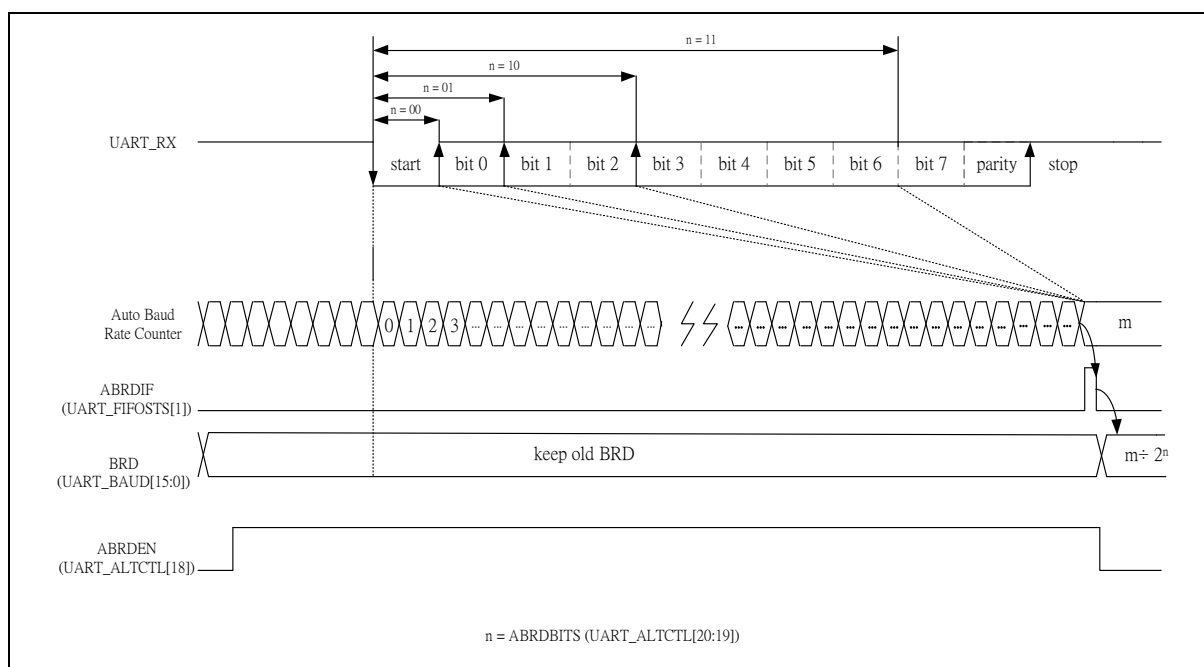 n = 11
n = 10
n = 01
n = 00
UART_RX
start bit 0 bit 1 bit 2 bit 3 bit 4 bit 5 bit 6 bit 7 parity stop
Auto Baud
Rate Counter
0 1 2 3 ... ... ... ... ... ... ... ... ... ... ... ... ... ... ... ... ... ... ... ... ... m
ABRDIF
(UART_FIFOSTS[1])
BRD
(UART_BAUD[15:0])
keep old BRD
m÷ 2ⁿ
ABRDEN
(UART_ALTCTL[18])
n = ABRDBITS (UART_ALTCTL[20:19])